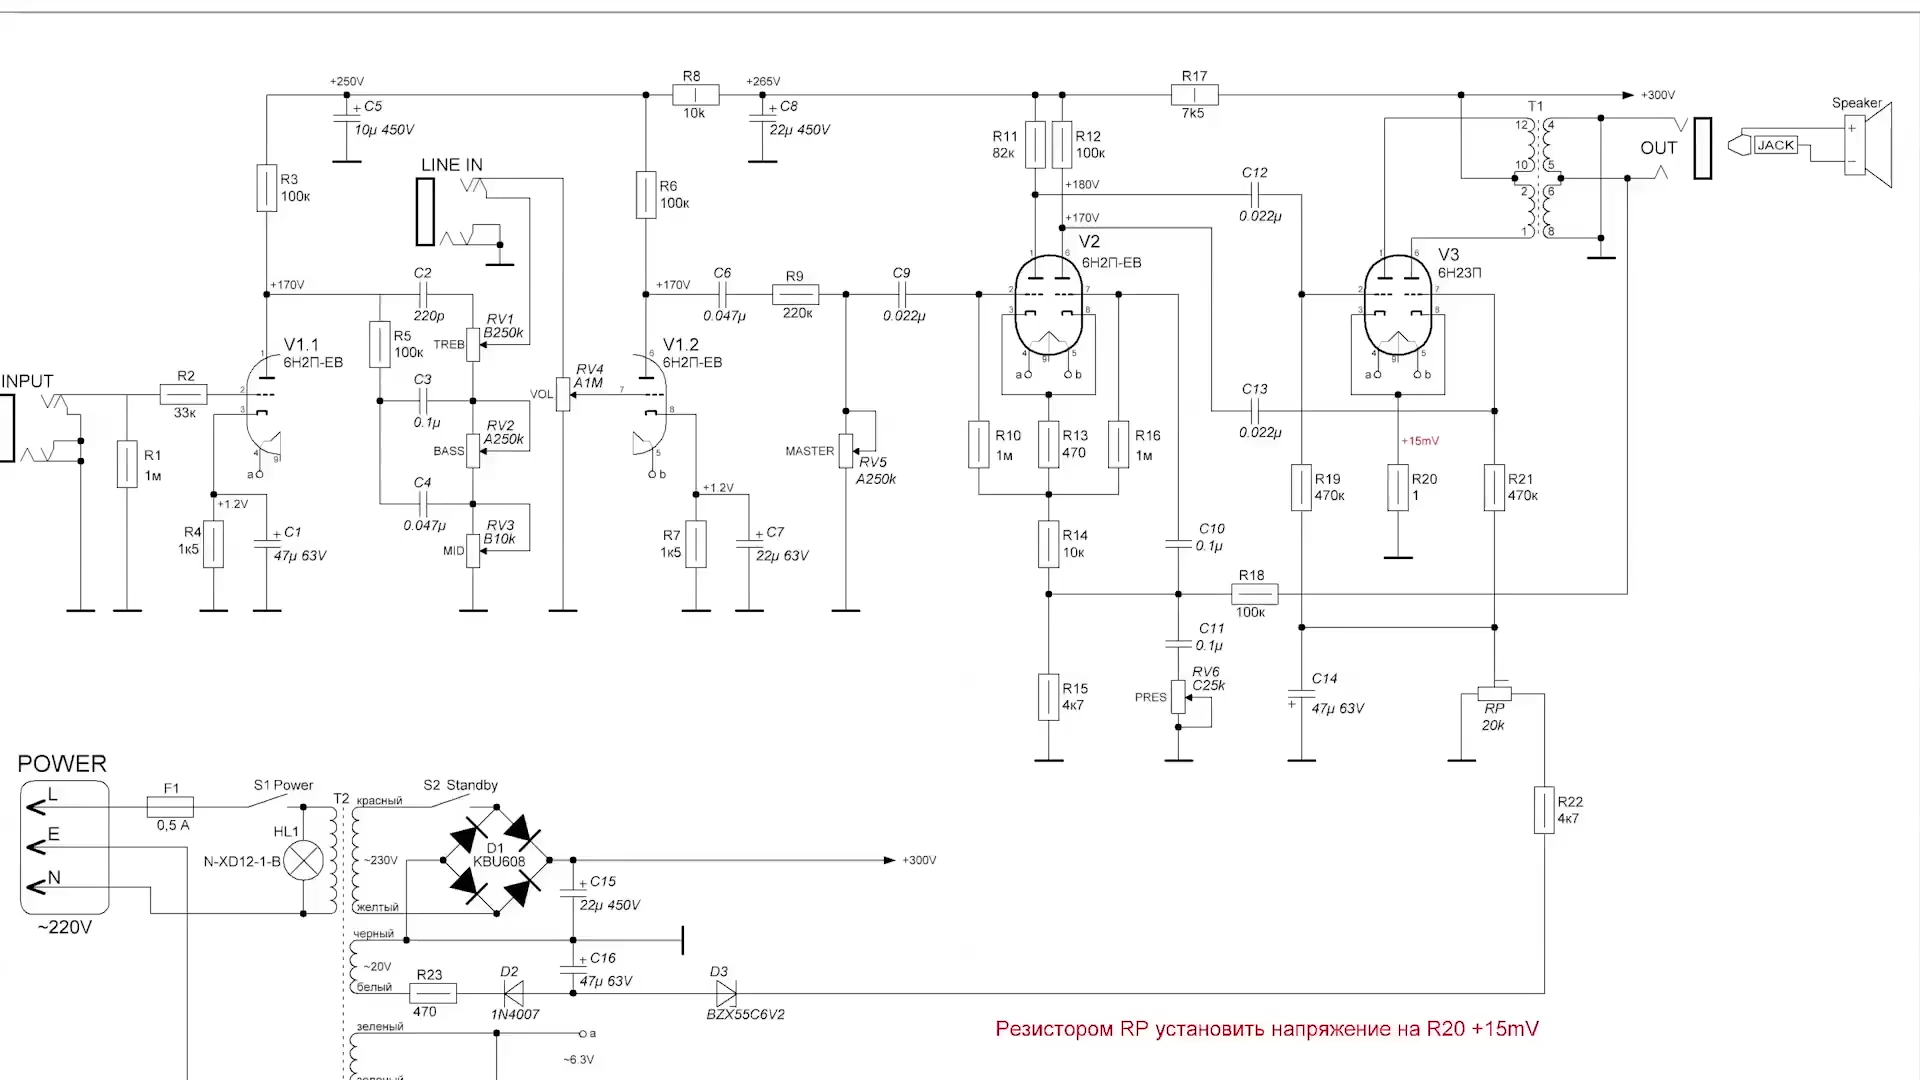 +250V
C5
10µ 450V
R8
10k
+265V
C8
22µ 450V
R17
7k5
+300V
T1
12
10
2
1
4
5
6
8
OUT
JACK
Speaker
R3
100к
LINE IN
R6
100к
R11
82к
R12
100к
+180V
+170V
C12
0.022µ
V2
6Н2П-ЕВ
V3
6Н23П
+170V
C2
220p
R5
100к
RV1
B250k
TREB
C3
0.1µ
RV2
A250k
BASS
C4
0.047µ
RV3
B10k
MID
RV4
A1M
VOL
V1.1
6Н2П-ЕВ
INPUT
R2
33к
R1
1м
+1.2V
R4
1к5
C1
47µ 63V
+170V
V1.2
6Н2П-ЕВ
C6
0.047µ
R9
220к
C9
0.022µ
MASTER
RV5
A250k
+1.2V
R7
1к5
C7
22µ 63V
R10
1м
R13
470
R16
1м
C13
0.022µ
+15mV
R19
470к
R20
1
R21
470к
R14
10к
C10
0.1µ
R18
100к
C11
0.1µ
R15
4к7
PRES
RV6
C25k
C14
47µ 63V
RP
20k
R22
4к7
POWER
L
E
N
~220V
F1
0,5 A
S1 Power
HL1
N-XD12-1-B
T2
красный
~230V
желтый
S2 Standby
D1
KBU608
+300V
C15
22µ 450V
черный
~20V
белый
R23
470
D2
1N4007
C16
47µ 63V
D3
BZX55C6V2
зеленый
a
~6.3V
Резистором RP установить напряжение на R20 +15mV